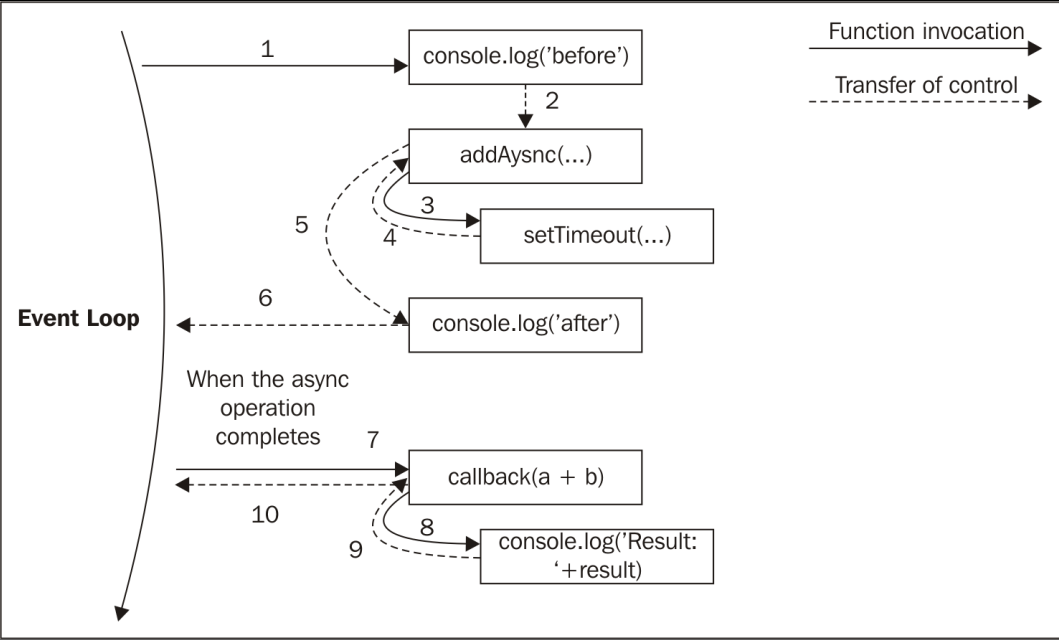 Function invocation
1
console.log(’before’)
Transfer of control
2
addAysnc(...)
3
5
4
setTimeout(...)
6
Event Loop
console.log(’after’)
When the async
operation
completes
7
callback(a + b)
10
8
9
console.log(’Result:
‘+result)